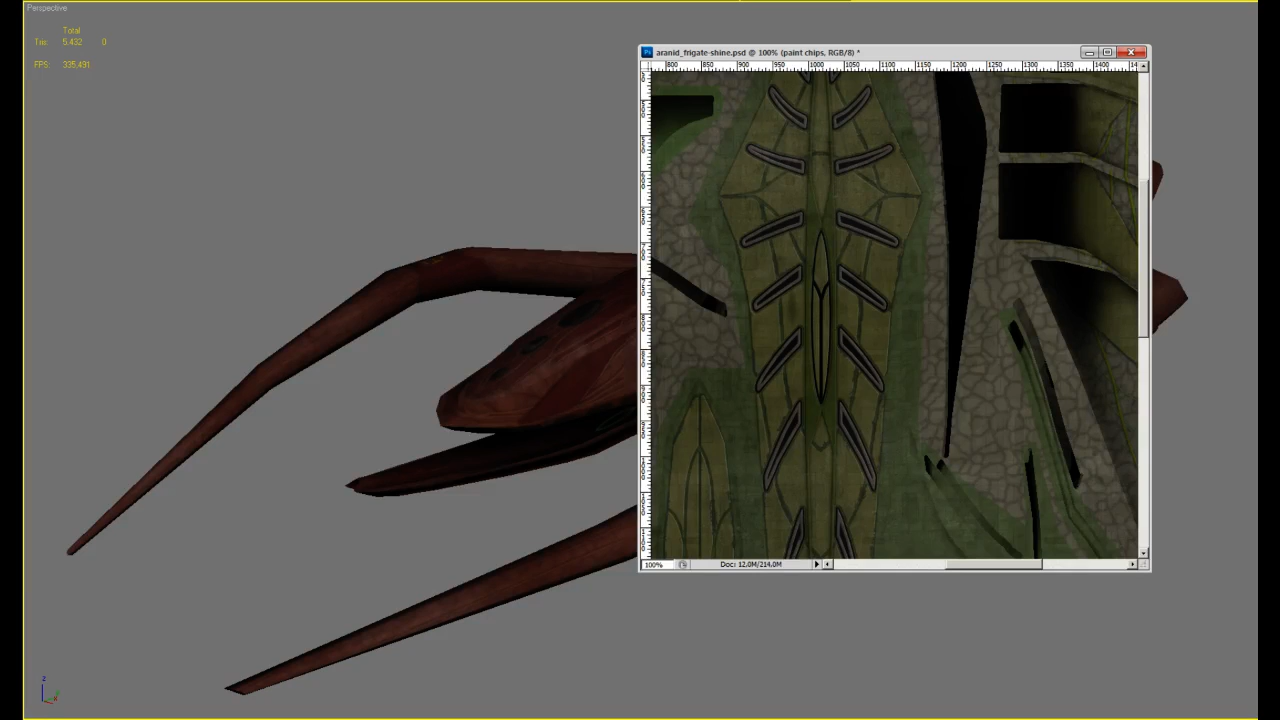 Perspective
Total
Tris: 5,432 0
FPS: 335,491
aranid_frigate-shine.psd @ 100% (paint chips, RGB/8) *
800 850 900 950 1000 1050 1100 1150 1200 1250 1300 1350 1400
100% Doc: 12,0M/214,0M
z